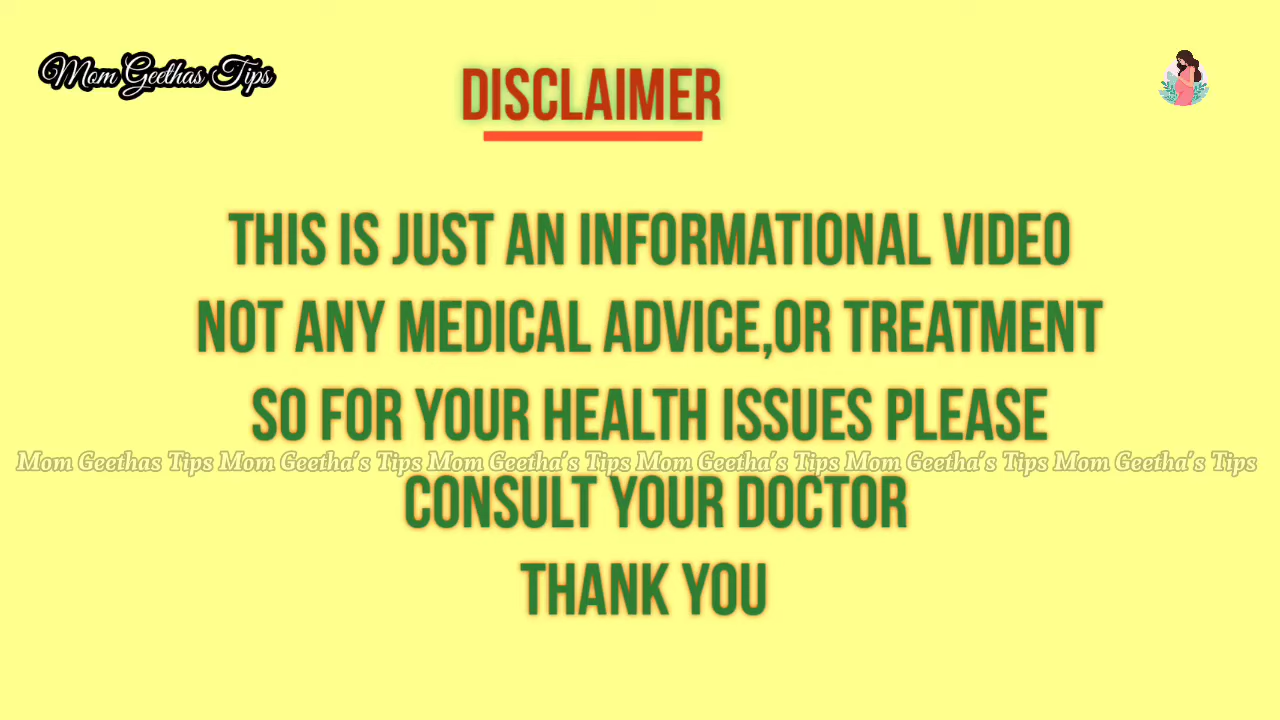 Mom Geethas Tips
DISCLAIMER
THIS IS JUST AN INFORMATIONAL VIDEO
NOT ANY MEDICAL ADVICE,OR TREATMENT
SO FOR YOUR HEALTH ISSUES PLEASE
Mom Geethas Tips Mom Geetha's Tips Mom Geetha's Tips Mom Geetha's Tips Mom Geetha's Tips Mom Geetha's Tips
CONSULT YOUR DOCTOR
THANK YOU